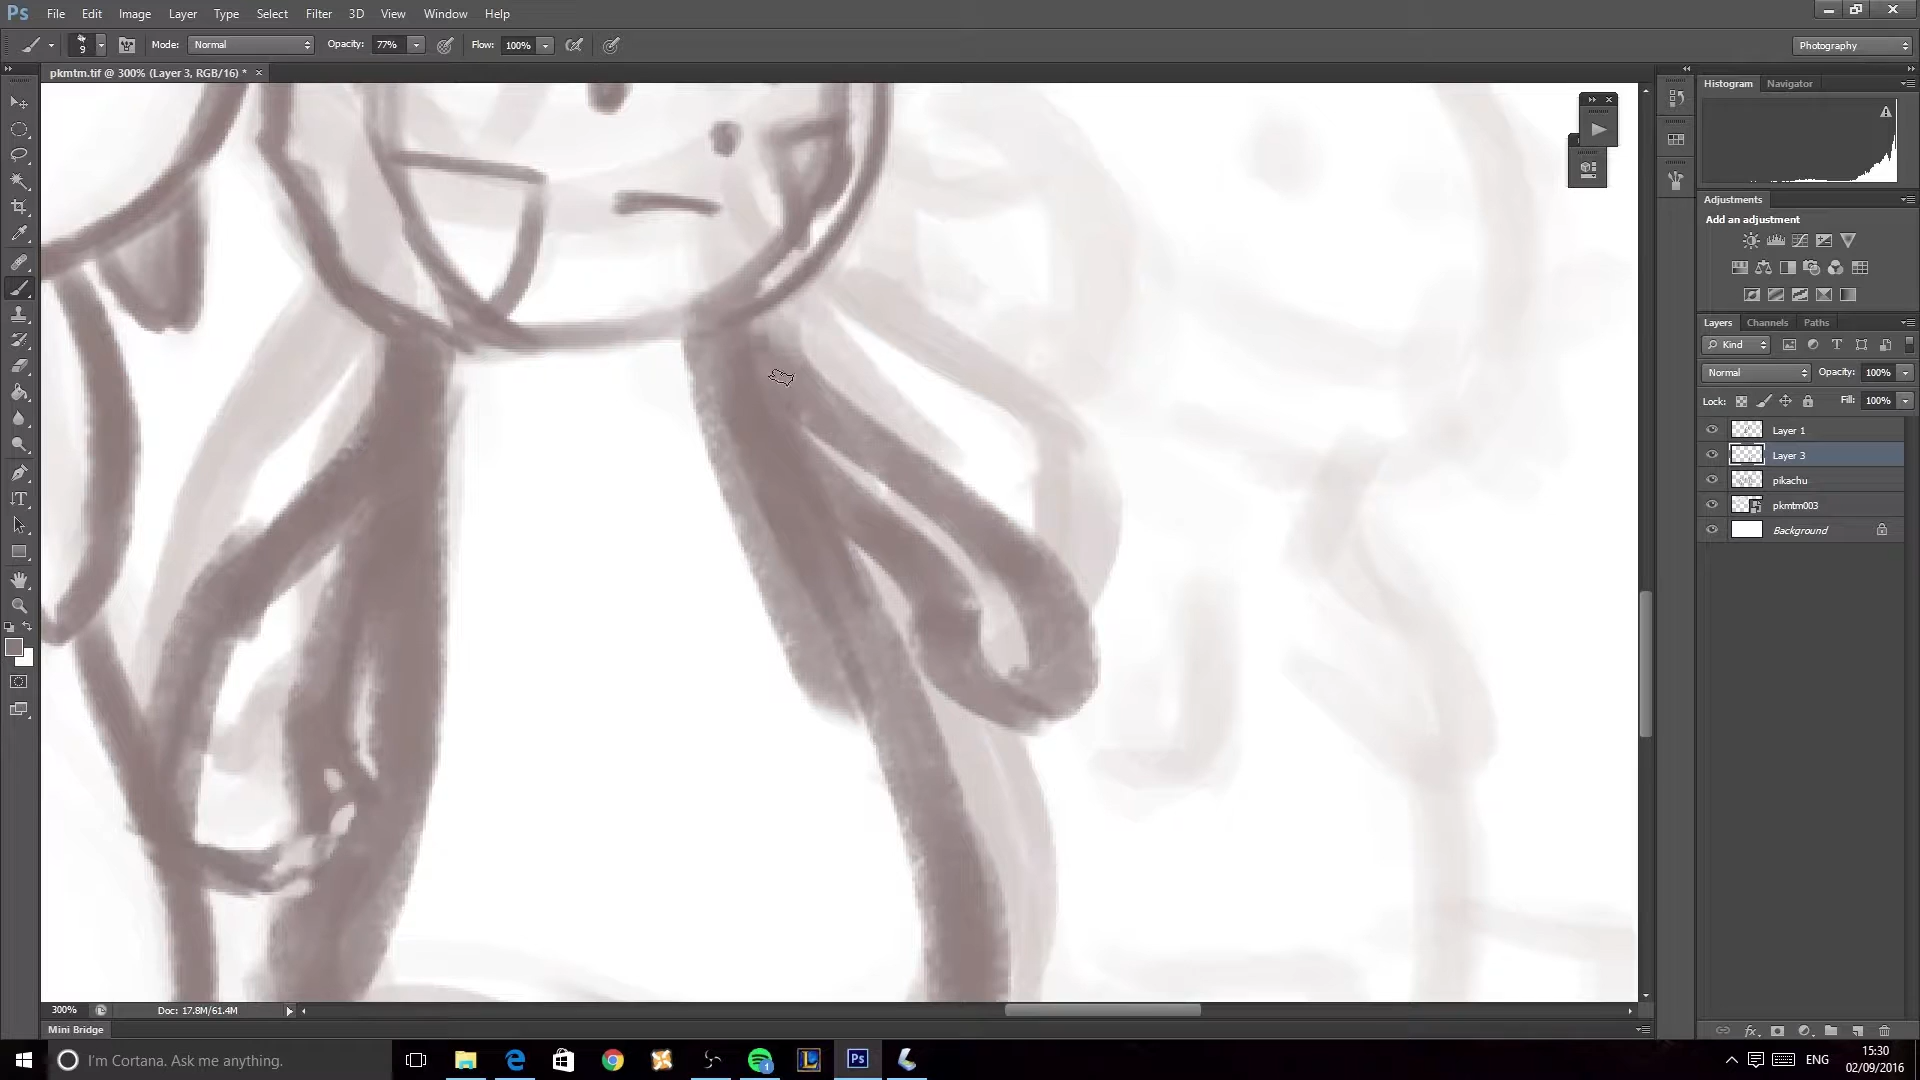 Ps File Edit Image Layer Type Select Filter 3D View Window Help
9 Mode: Normal Opacity: 77% Flow: 100% Photography
pkmtm.tif @ 300% (Layer 3, RGB/16) * ×
Histogram Navigator
Adjustments
Add an adjustment
Layers Channels Paths
Kind
Normal Opacity: 100%
Lock: Fill: 100%
Layer 1
Layer 3
pikachu
pkmtm003
Background
300% Doc: 17.8M/61.4M
Mini Bridge
I'm Cortana. Ask me anything.
1
L
Ps
ENG
15:30
02/09/2016